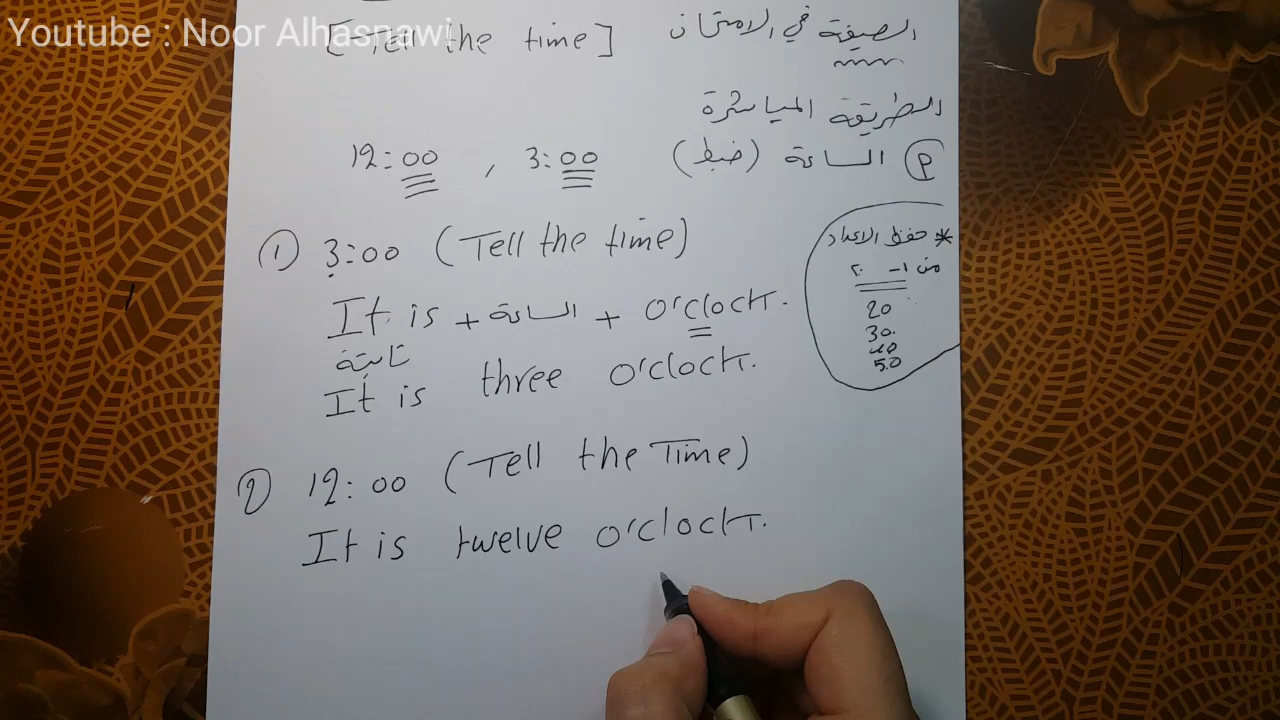 Youtube : Noor Alhasnawi
[Tell the time] الصيغة في الامتحان
الطريقة المباشرة
12:00 , 3:00 (ضبط) الساعة (م
① 3:00 (Tell the time)
It is + الساعة + o'clock.
ثابتة
It is three o'clock.
② 12:00 (Tell the Time)
It is twelve o'clock.
* حفظ الاعداد
من ١- ٢٠
20
30.
40
50